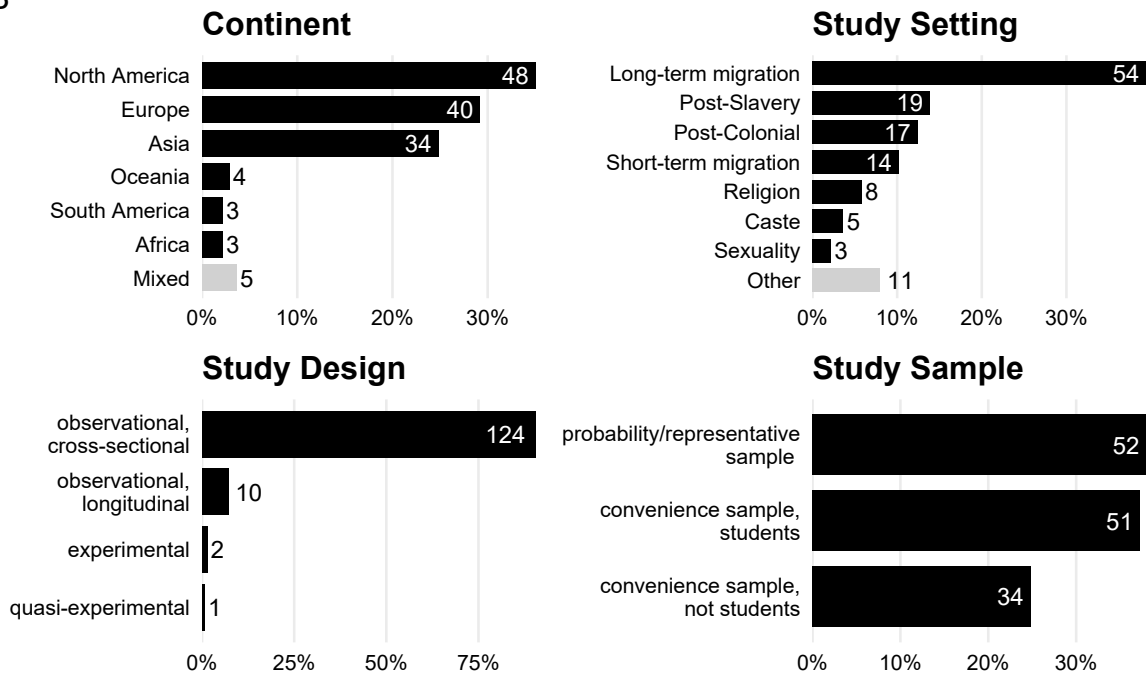 Continent
North America 48
Europe 40
Asia 34
Oceania 4
South America 3
Africa 3
Mixed 5
0% 10% 20% 30%
Study Setting
Long-term migration 54
Post-Slavery 19
Post-Colonial 17
Short-term migration 14
Religion 8
Caste 5
Sexuality 3
Other 11
0% 10% 20% 30%
Study Design
observational,
cross-sectional 124
observational,
longitudinal 10
experimental 2
quasi-experimental 1
0% 25% 50% 75%
Study Sample
probability/representative
sample 52
convenience sample,
students 51
convenience sample,
not students 34
0% 10% 20% 30%